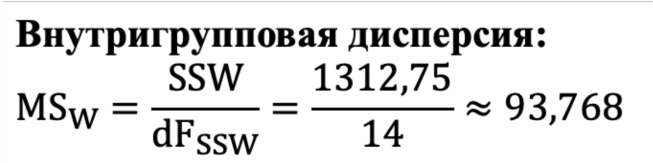 Внутригрупповая дисперсия:
MS_W = SSW / dF_SSW = 1312,75 / 14 ≈ 93,768